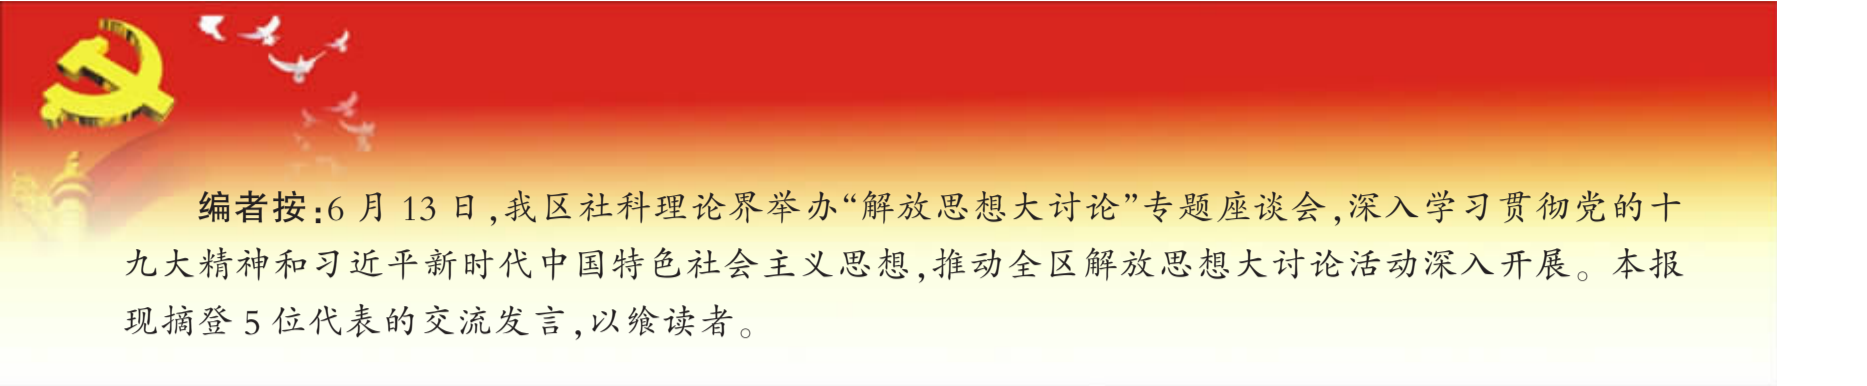 编者按:6 月 13 日,我区社科理论界举办“解放思想大讨论”专题座谈会,深入学习贯彻党的十
九大精神和习近平新时代中国特色社会主义思想,推动全区解放思想大讨论活动深入开展。本报
现摘登 5 位代表的交流发言,以飨读者。